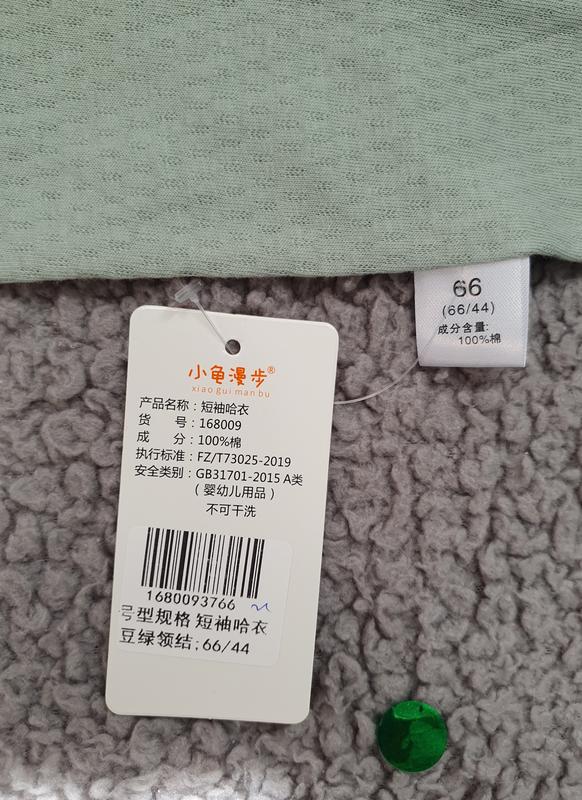 66
(66/44)
成分含量:
100%棉
小龟漫步®
xiao gui man bu
产品名称：短袖哈衣
货 号：168009
成 分：100%棉
执行标准：FZ/T73025-2019
安全类别：GB31701-2015 A类
（婴幼儿用品）
不可干洗
1680093766
号型规格 短袖哈衣
豆绿领结;66/44